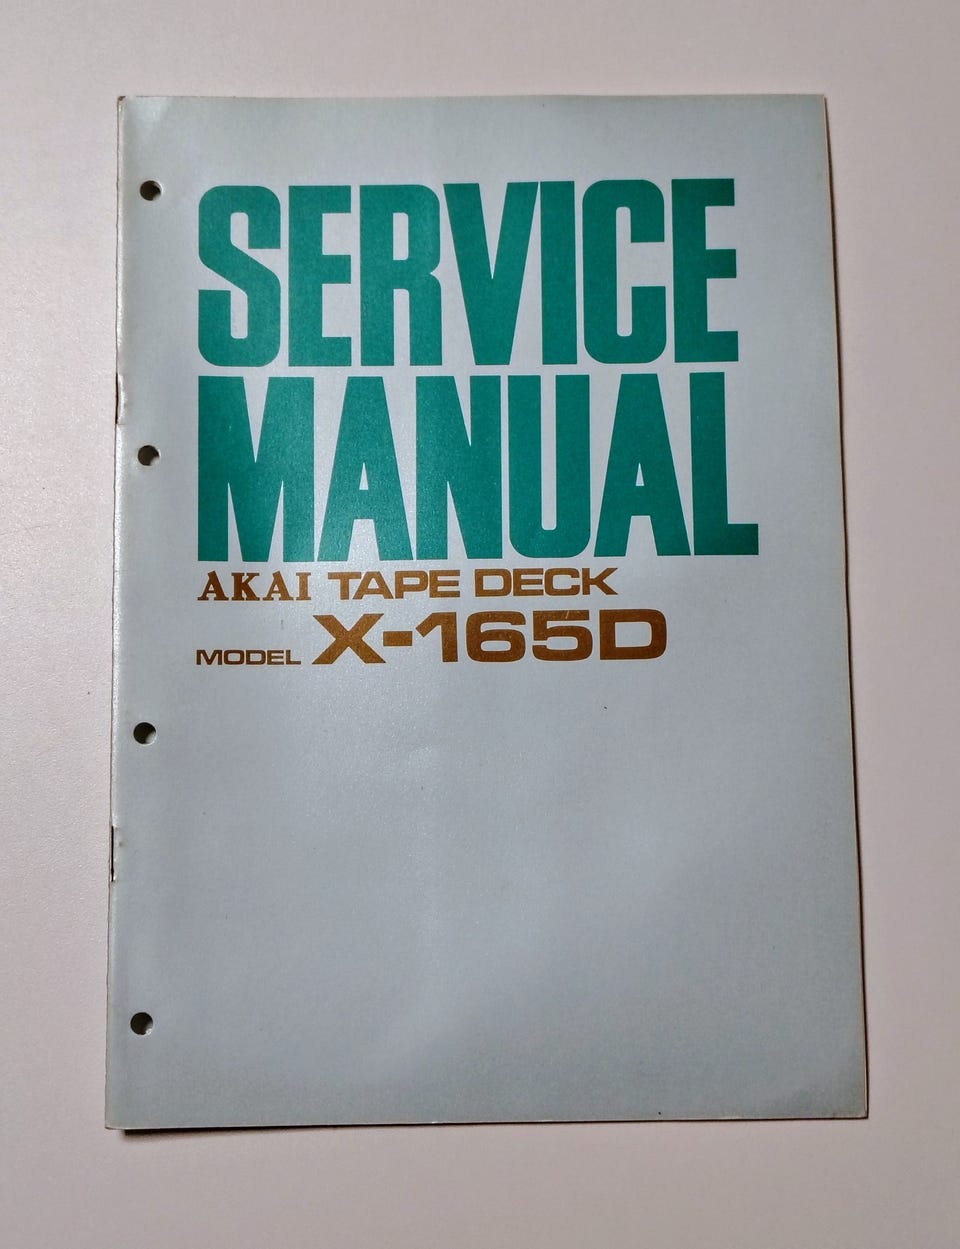 SERVICE
MANUAL
AKAI TAPE DECK
MODEL X-165D